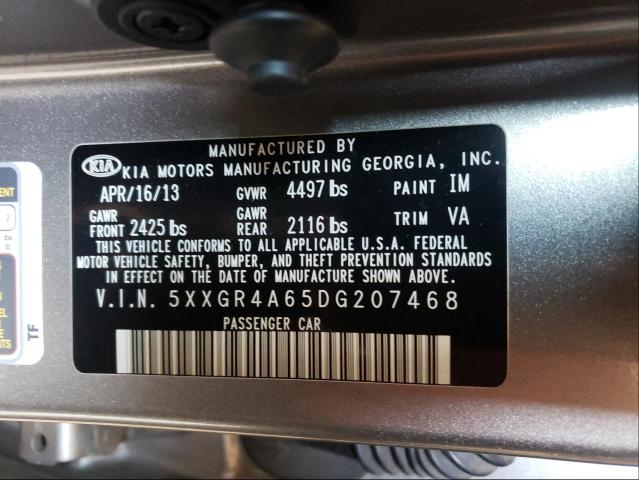 MANUFACTURED BY
KIA KIA MOTORS MANUFACTURING GEORGIA, INC.
APR/16/13 GVWR 4497 lbs PAINT IM
GAWR FRONT 2425 lbs GAWR REAR 2116 lbs TRIM VA
THIS VEHICLE CONFORMS TO ALL APPLICABLE U.S.A. FEDERAL
MOTOR VEHICLE SAFETY, BUMPER, AND THEFT PREVENTION STANDARDS
IN EFFECT ON THE DATE OF MANUFACTURE SHOWN ABOVE.
V.I.N. 5XXGR4A65DG207468
PASSENGER CAR
TF